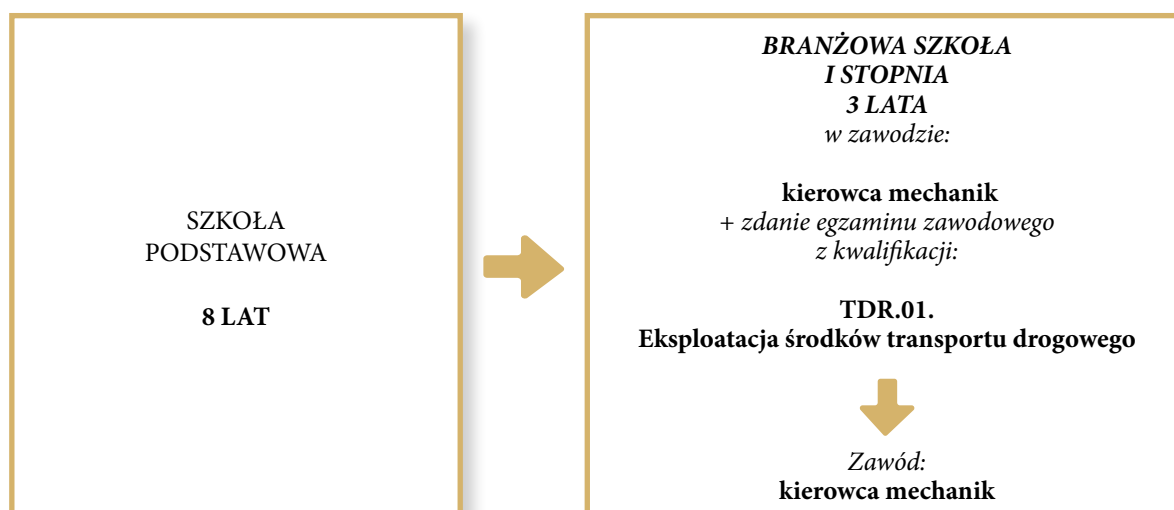 SZKOŁA
PODSTAWOWA
8 LAT
BRANŻOWA SZKOŁA
I STOPNIA
3 LATA
w zawodzie:
kierowca mechanik
+ zdanie egzaminu zawodowego
z kwalifikacji:
TDR.01.
Eksploatacja środków transportu drogowego
Zawód:
kierowca mechanik